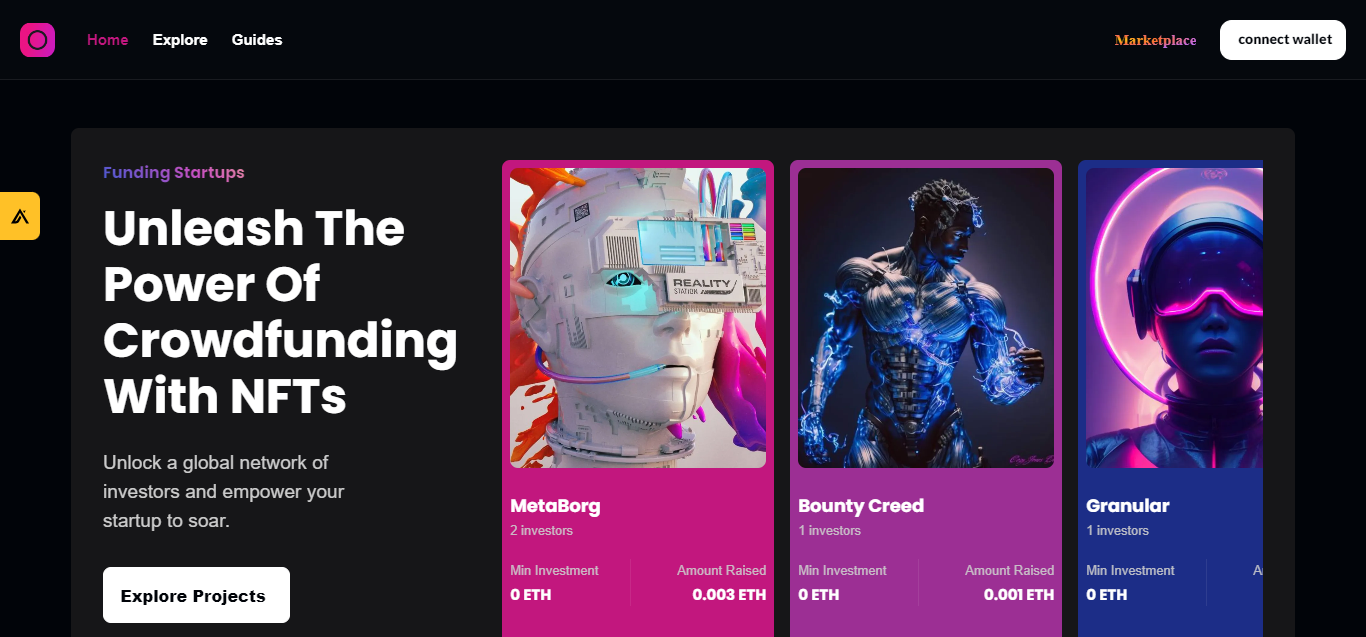 Home
Explore
Guides
Marketplace
connect wallet
Funding Startups
Unleash The
Power Of
Crowdfunding
With NFTs
Unlock a global network of
investors and empower your
startup to soar.
Explore Projects
REALITY
STATION
MetaBorg
2 investors
Min Investment
Amount Raised
0 ETH
0.003 ETH
Bounty Creed
1 investors
Min Investment
Amount Raised
0 ETH
0.001 ETH
Granular
1 investors
Min Investment
0 ETH